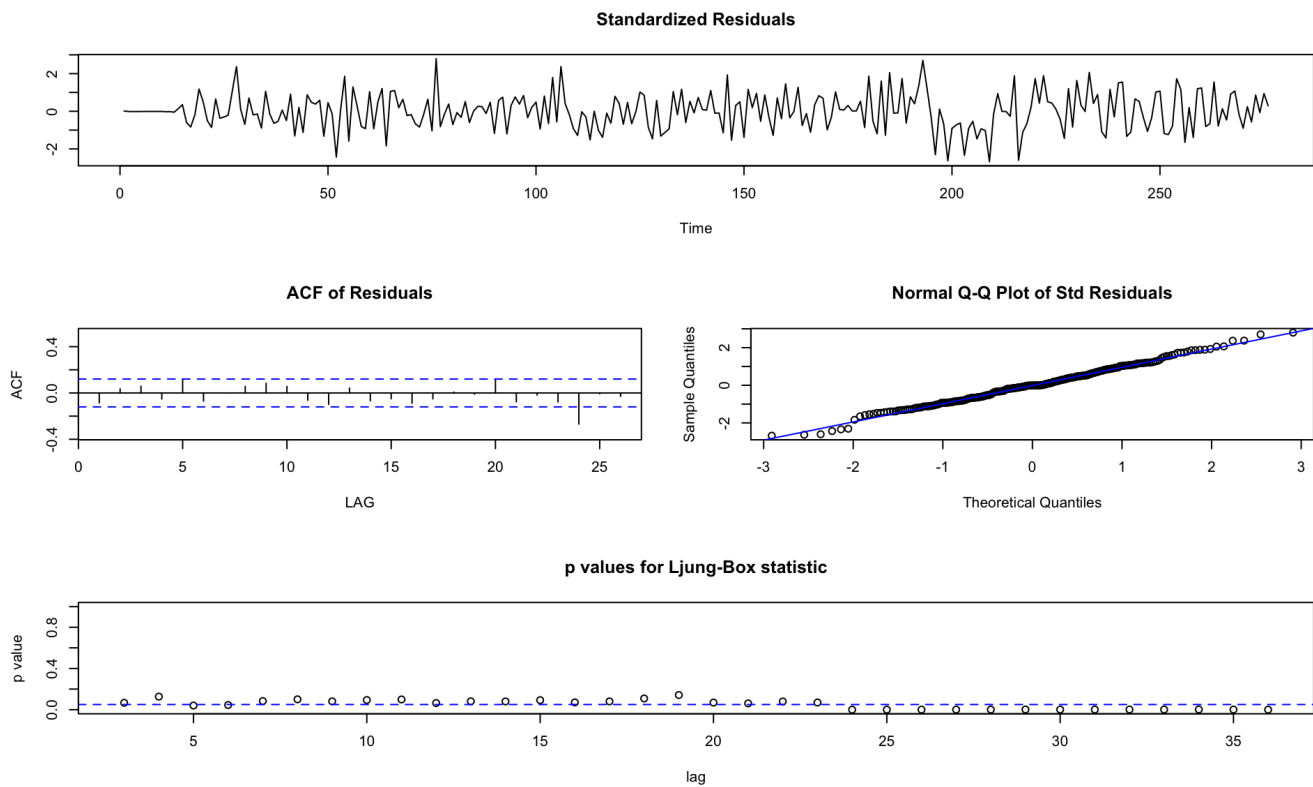 Standardized Residuals
2
0
-2
0 50 100 150 200 250
Time
ACF of Residuals
ACF
0.4
0.0
-0.4
0 5 10 15 20 25
LAG
Normal Q-Q Plot of Std Residuals
Sample Quantiles
2
0
-2
-3 -2 -1 0 1 2 3
Theoretical Quantiles
p values for Ljung-Box statistic
p value
0.8
0.4
0.0
5 10 15 20 25 30 35
lag